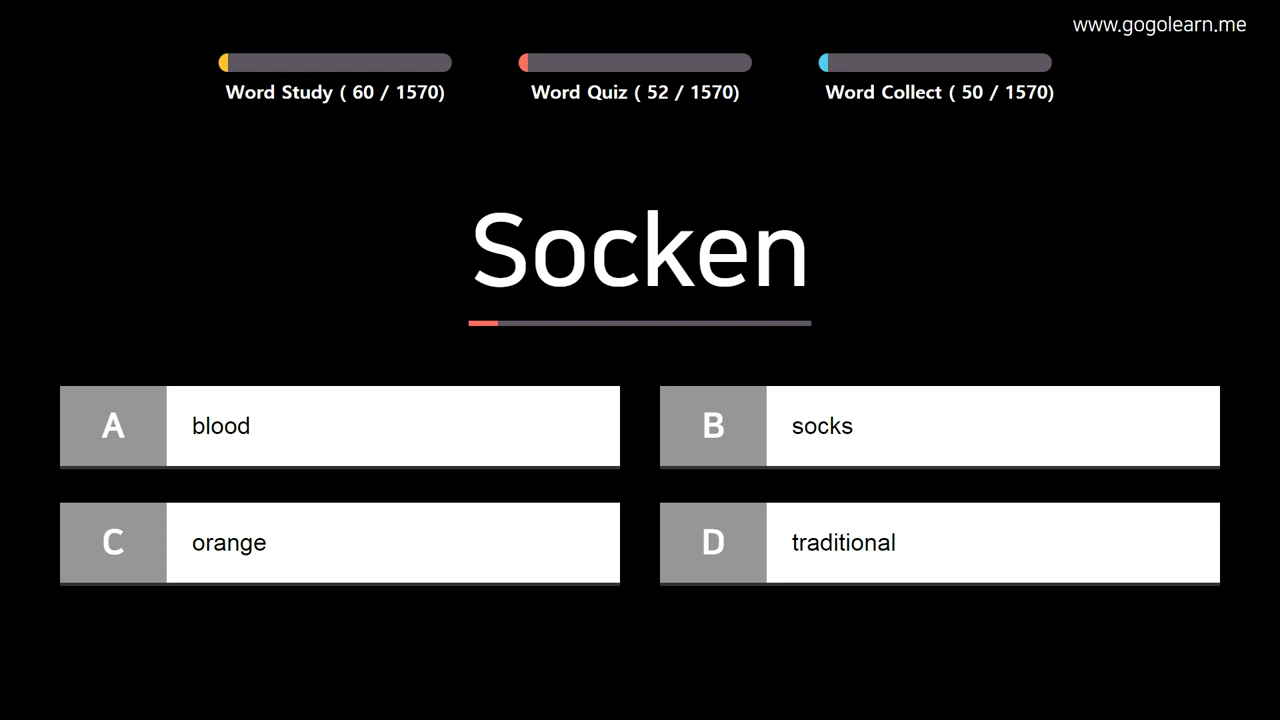 www.gogolearn.me
Word Study ( 60 / 1570)
Word Quiz ( 52 / 1570)
Word Collect ( 50 / 1570)
Socken
A blood
B socks
C orange
D traditional